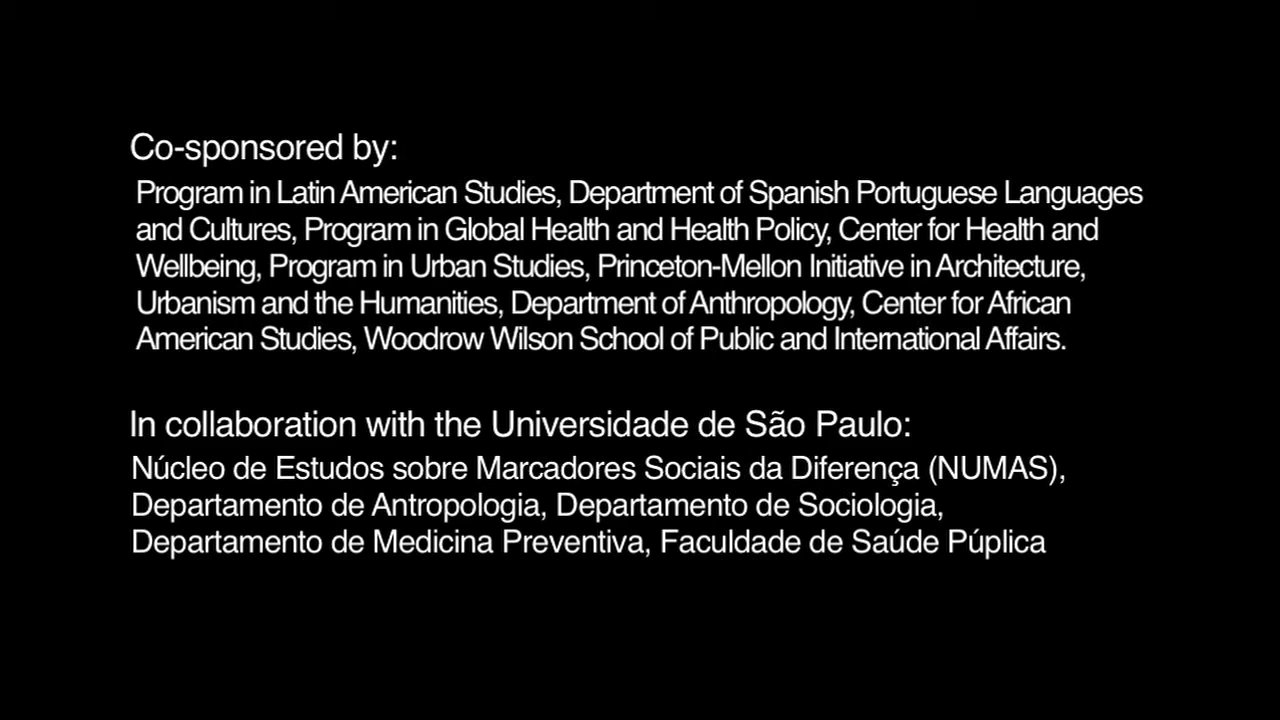 Co-sponsored by:
Program in Latin American Studies, Department of Spanish Portuguese Languages
and Cultures, Program in Global Health and Health Policy, Center for Health and
Wellbeing, Program in Urban Studies, Princeton-Mellon Initiative in Architecture,
Urbanism and the Humanities, Department of Anthropology, Center for African
American Studies, Woodrow Wilson School of Public and International Affairs.
In collaboration with the Universidade de São Paulo:
Núcleo de Estudos sobre Marcadores Sociais da Diferença (NUMAS),
Departamento de Antropologia, Departamento de Sociologia,
Departamento de Medicina Preventiva, Faculdade de Saúde Púplica